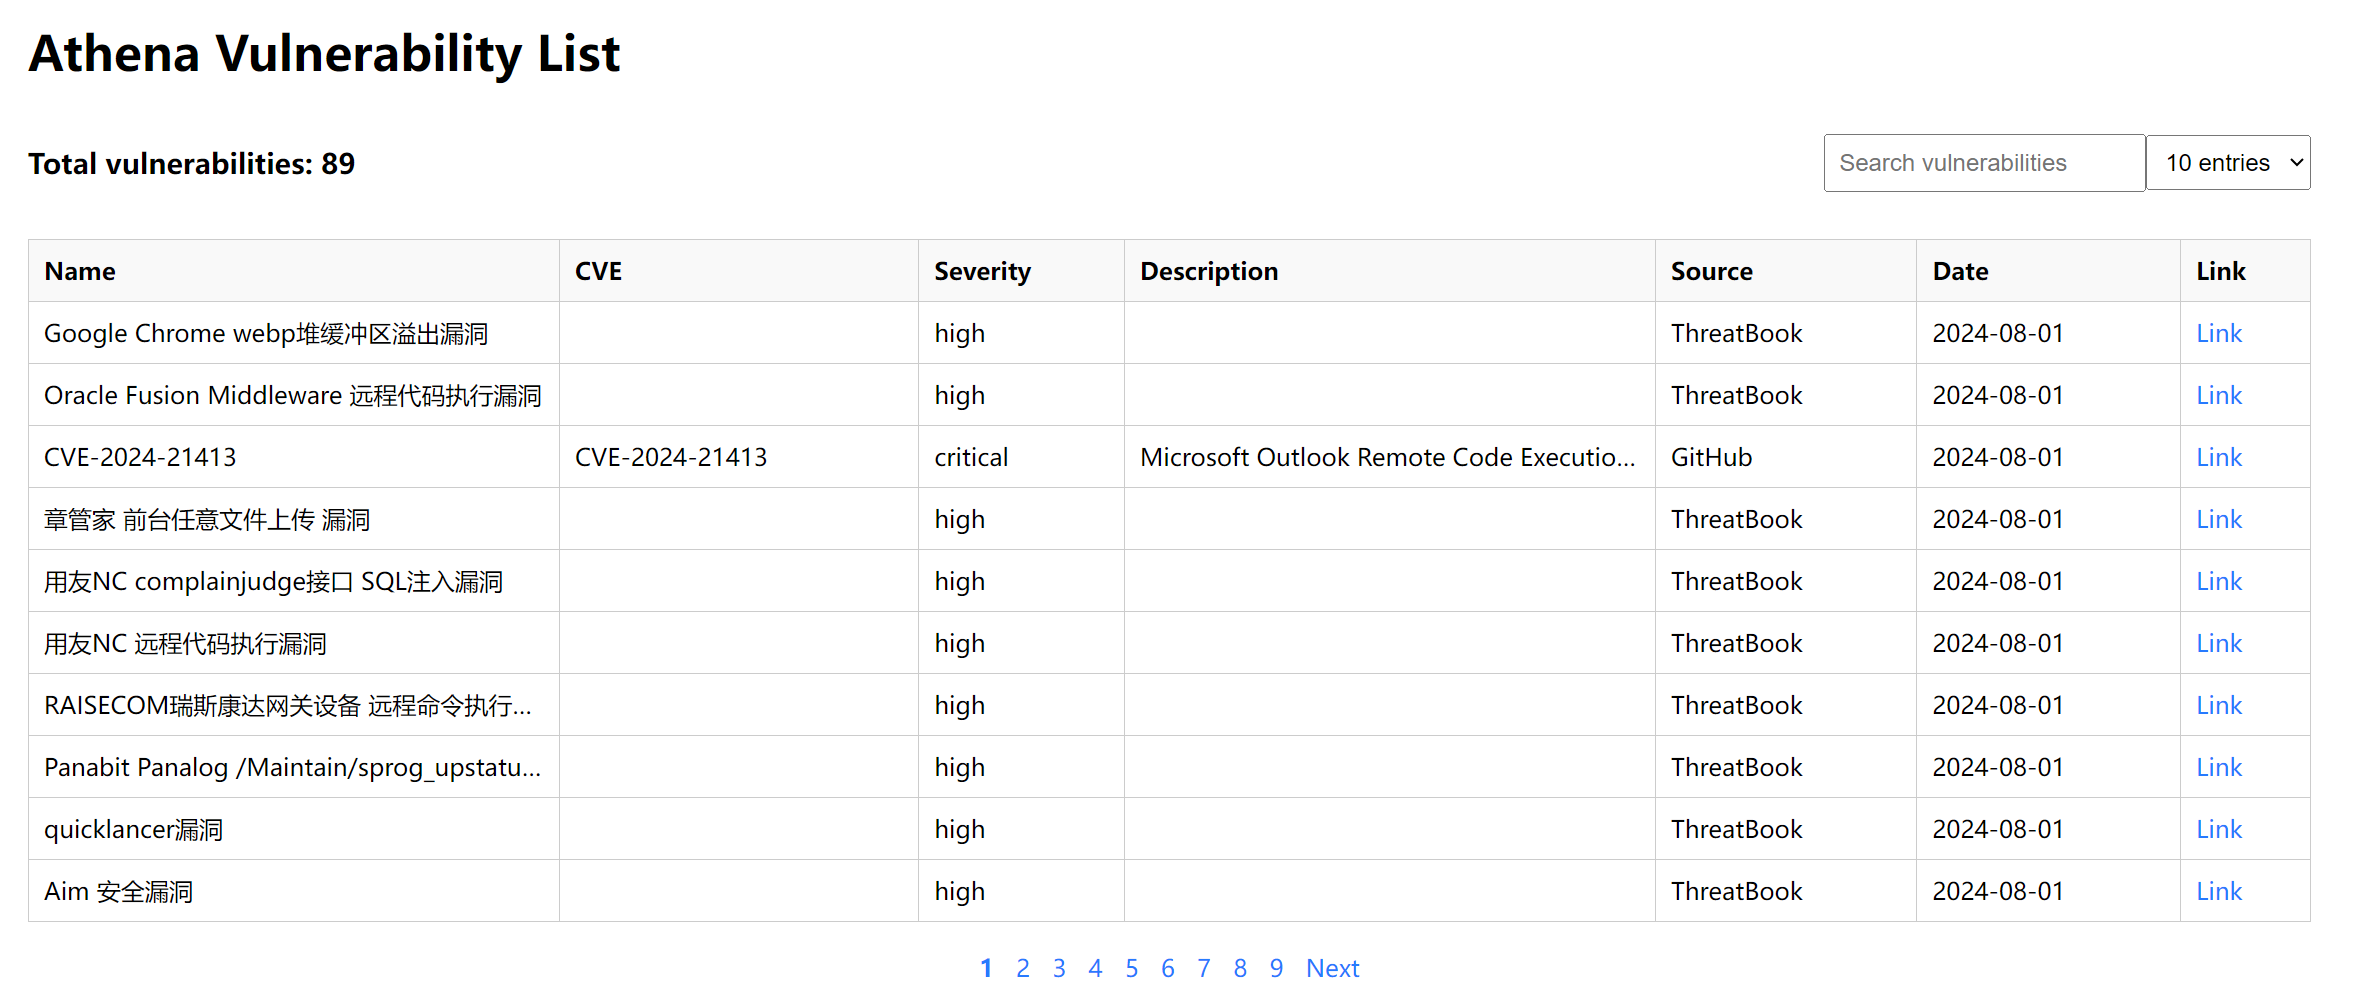 Athena Vulnerability List
Total vulnerabilities: 89
Search vulnerabilities 10 entries
Name CVE Severity Description Source Date Link
Google Chrome webp堆缓冲区溢出漏洞 high ThreatBook 2024-08-01 Link
Oracle Fusion Middleware 远程代码执行漏洞 high ThreatBook 2024-08-01 Link
CVE-2024-21413 CVE-2024-21413 critical Microsoft Outlook Remote Code Executio... GitHub 2024-08-01 Link
章管家 前台任意文件上传 漏洞 high ThreatBook 2024-08-01 Link
用友NC complainjudge接口 SQL注入漏洞 high ThreatBook 2024-08-01 Link
用友NC 远程代码执行漏洞 high ThreatBook 2024-08-01 Link
RAISECOM瑞斯康达网关设备 远程命令执行... high ThreatBook 2024-08-01 Link
Panabit Panalog /Maintain/sprog_upstatu... high ThreatBook 2024-08-01 Link
quicklancer漏洞 high ThreatBook 2024-08-01 Link
Aim 安全漏洞 high ThreatBook 2024-08-01 Link
1 2 3 4 5 6 7 8 9 Next